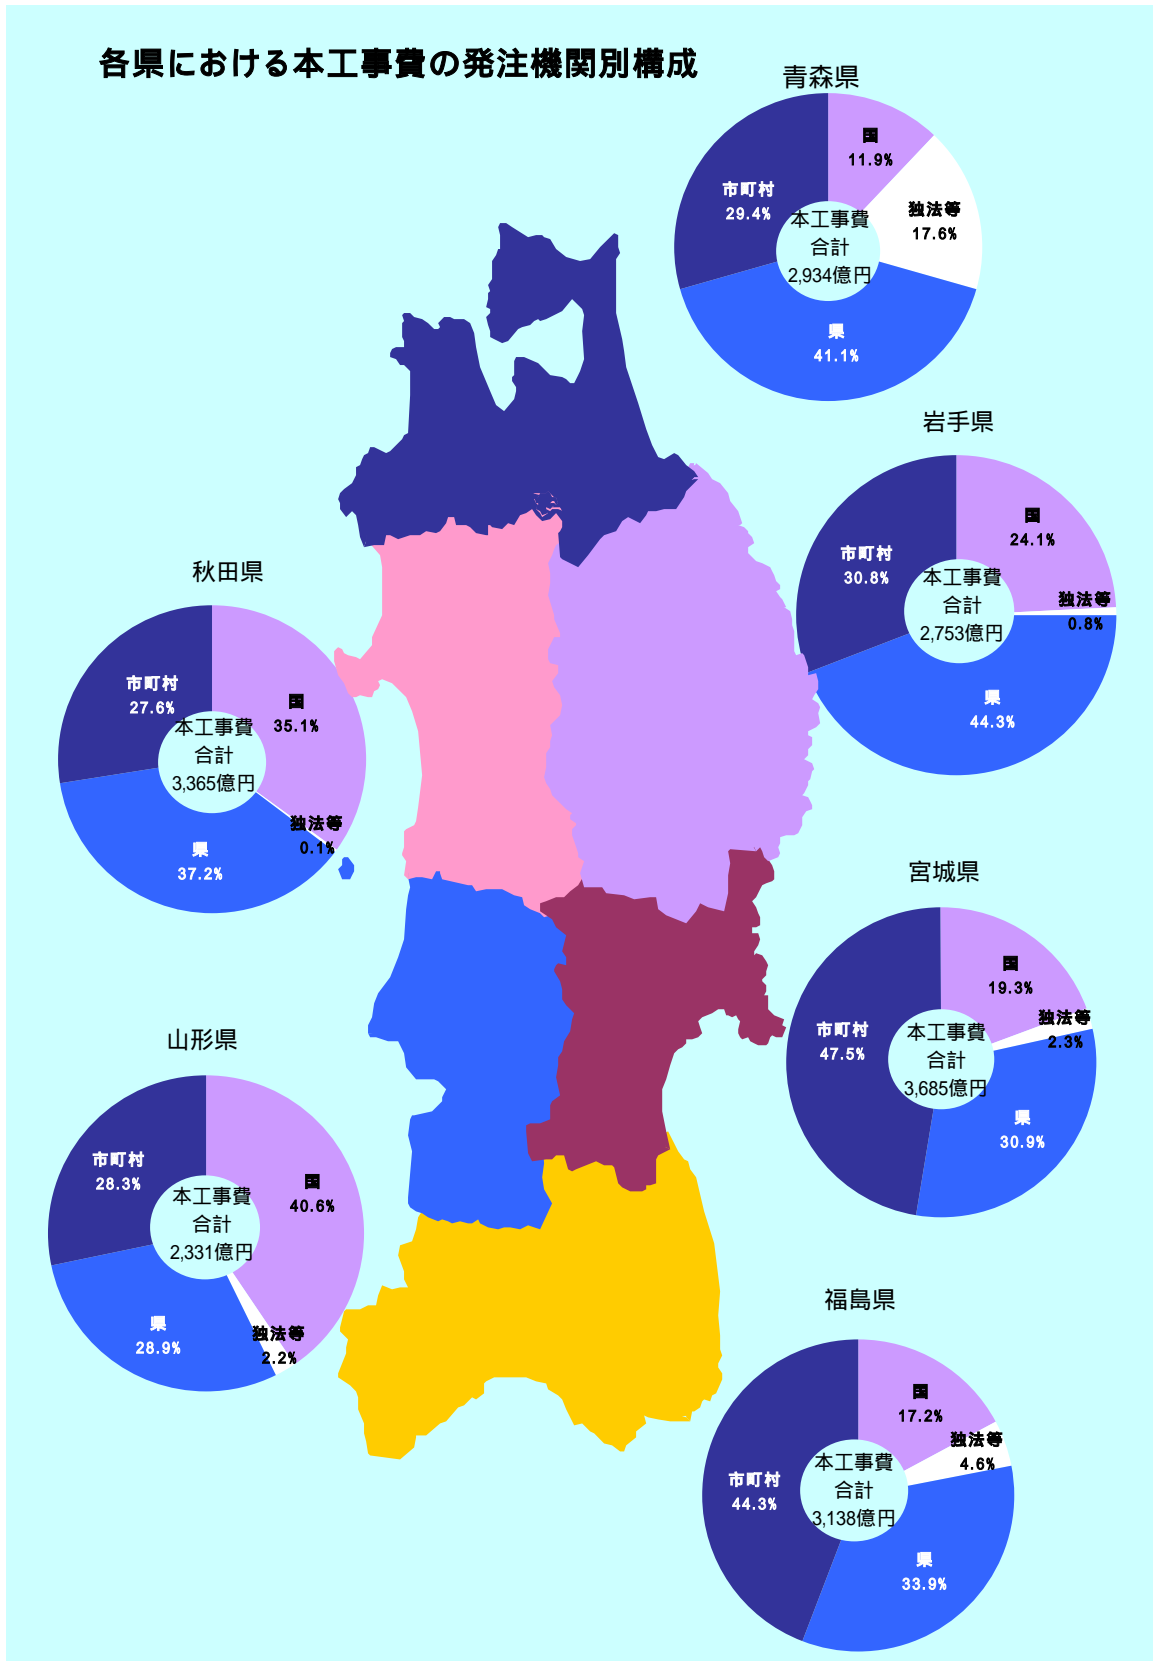 各県における本工事費の発注機関別構成
青森県
国
11.9%
独法等
17.6%
県
41.1%
市町村
29.4%
本工事費
合計
2,934億円
岩手県
国
24.1%
独法等
0.8%
県
44.3%
市町村
30.8%
本工事費
合計
2,753億円
秋田県
国
35.1%
独法等
0.1%
県
37.2%
市町村
27.6%
本工事費
合計
3,365億円
宮城県
国
19.3%
独法等
2.3%
県
30.9%
市町村
47.5%
本工事費
合計
3,685億円
山形県
国
40.6%
独法等
2.2%
県
28.9%
市町村
28.3%
本工事費
合計
2,331億円
福島県
国
17.2%
独法等
4.6%
県
33.9%
市町村
44.3%
本工事費
合計
3,138億円